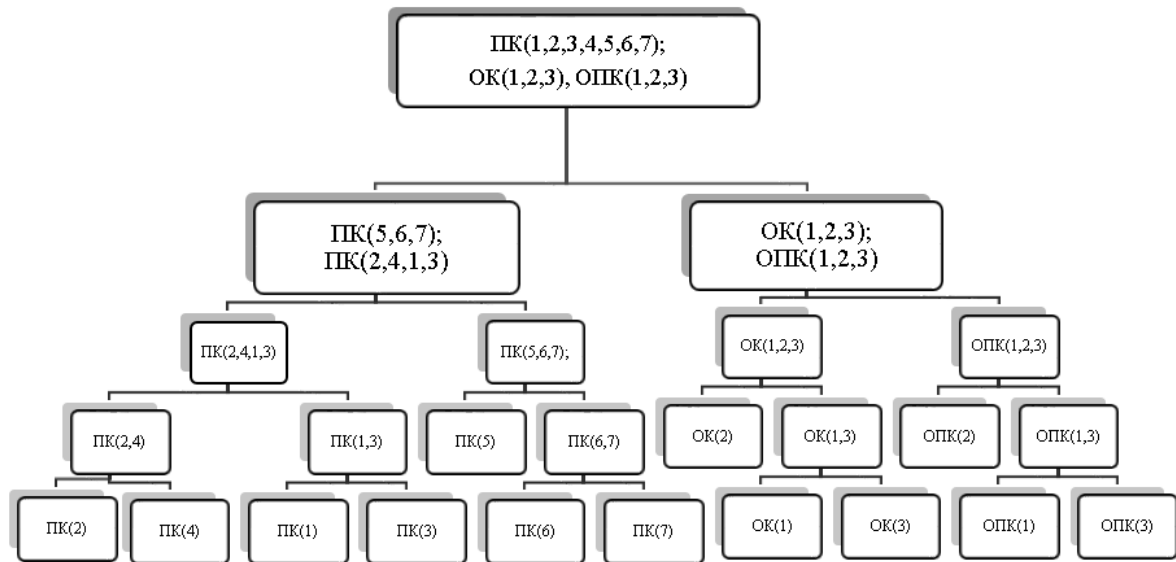 ПК(1,2,3,4,5,6,7);
ОК(1,2,3), ОПК(1,2,3)
ПК(5,6,7);
ПК(2,4,1,3)
ОК(1,2,3);
ОПК(1,2,3)
ПК(2,4,1,3)
ПК(5,6,7);
ОК(1,2,3)
ОПК(1,2,3)
ПК(2,4)
ПК(1,3)
ПК(5)
ПК(6,7)
ОК(2)
ОК(1,3)
ОПК(2)
ОПК(1,3)
ПК(2)
ПК(4)
ПК(1)
ПК(3)
ПК(6)
ПК(7)
ОК(1)
ОК(3)
ОПК(1)
ОПК(3)